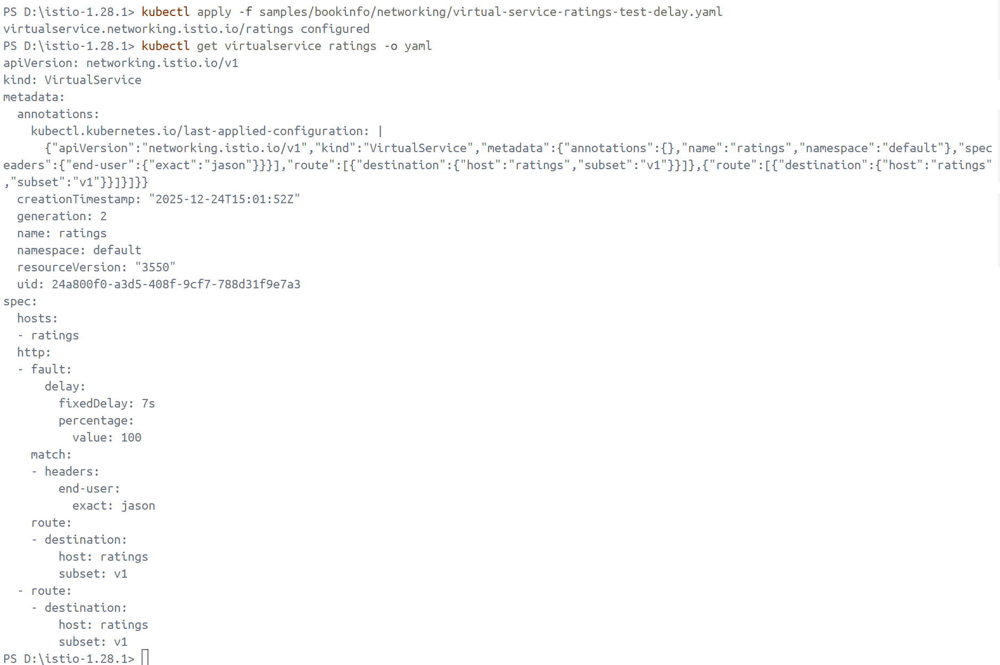 PS D:\istio-1.28.1> kubectl apply -f samples/bookinfo/networking/virtual-service-ratings-test-delay.yaml
virtualservice.networking.istio.io/ratings configured
PS D:\istio-1.28.1> kubectl get virtualservice ratings -o yaml
apiVersion: networking.istio.io/v1
kind: VirtualService
metadata:
  annotations:
    kubectl.kubernetes.io/last-applied-configuration: |
      {"apiVersion":"networking.istio.io/v1","kind":"VirtualService","metadata":{"annotations":{},"name":"ratings","namespace":"default"},"spec
eaders":{"end-user":{"exact":"jason"}}}],"route":[{"destination":{"host":"ratings","subset":"v1"}}]},{"route":[{"destination":{"host":"ratings"
,"subset":"v1"}}]}]}}
  creationTimestamp: "2025-12-24T15:01:52Z"
  generation: 2
  name: ratings
  namespace: default
  resourceVersion: "3550"
  uid: 24a800f0-a3d5-408f-9cf7-788d31f9e7a3
spec:
  hosts:
  - ratings
  http:
  - fault:
      delay:
        fixedDelay: 7s
        percentage:
          value: 100
    match:
    - headers:
        end-user:
          exact: jason
    route:
    - destination:
        host: ratings
        subset: v1
  - route:
    - destination:
        host: ratings
        subset: v1
PS D:\istio-1.28.1>